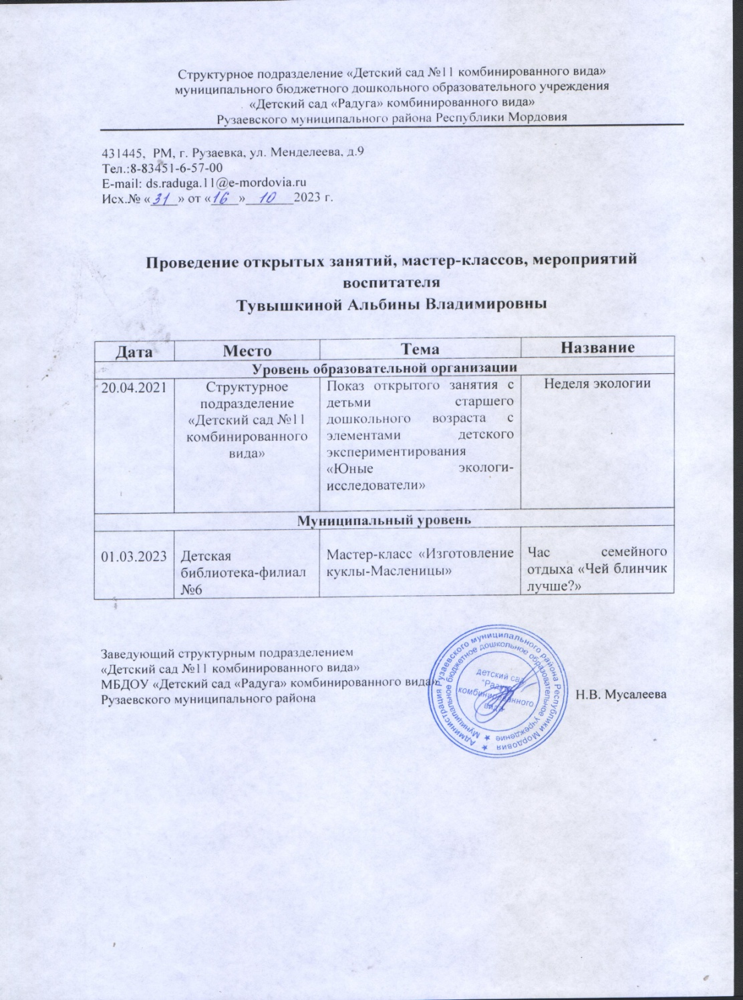 Структурное подразделение «Детский сад №11 комбинированного вида»
муниципального бюджетного дошкольного образовательного учреждения
«Детский сад «Радуга» комбинированного вида»
Рузаевского муниципального района Республики Мордовия
431445, РМ, г. Рузаевка, ул. Менделеева, д.9
Тел.:8-83451-6-57-00
E-mail: ds.raduga.11@e-mordovia.ru
Исх.№ «31» от «16» 10 2023 г.
Проведение открытых занятий, мастер-классов, мероприятий
воспитателя
Тувышкиной Альбины Владимировны
Дата Место Тема Название
Уровень образовательной организации
20.04.2021
Структурное
подразделение
«Детский сад №11
комбинированного
вида»
Показ открытого занятия с
детьми старшего
дошкольного возраста с
элементами детского
экспериментирования
«Юные экологи-
исследователи»
Неделя экологии
Муниципальный уровень
01.03.2023
Детская
библиотека-филиал
№6
Мастер-класс «Изготовление
куклы-Масленицы»
Час семейного
отдыха «Чей блинчик
лучше?»
Заведующий структурным подразделением
«Детский сад №11 комбинированного вида»
МБДОУ «Детский сад «Радуга» комбинированного вида»
Рузаевского муниципального района
Н.В. Мусалеева
Администрация Рузаевского муниципального района Республики Мордовия
Муниципальное бюджетное дошкольное образовательное учреждение
детский сад
"Радуга"
комбинированного
вида